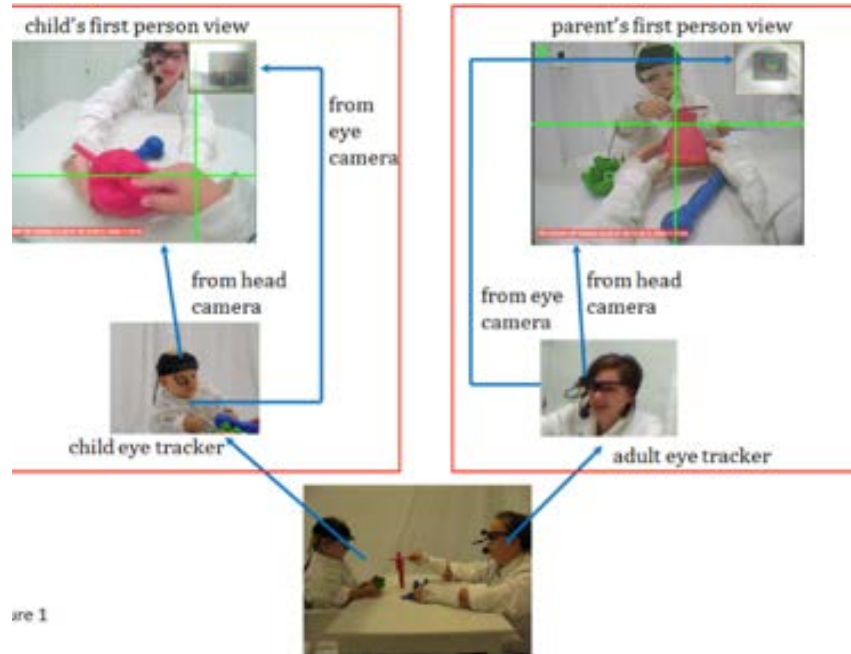 child's first person view
parent's first person view
from
eye
camera
from head
camera
from eye
camera
from head
camera
child eye tracker
adult eye tracker
ure 1